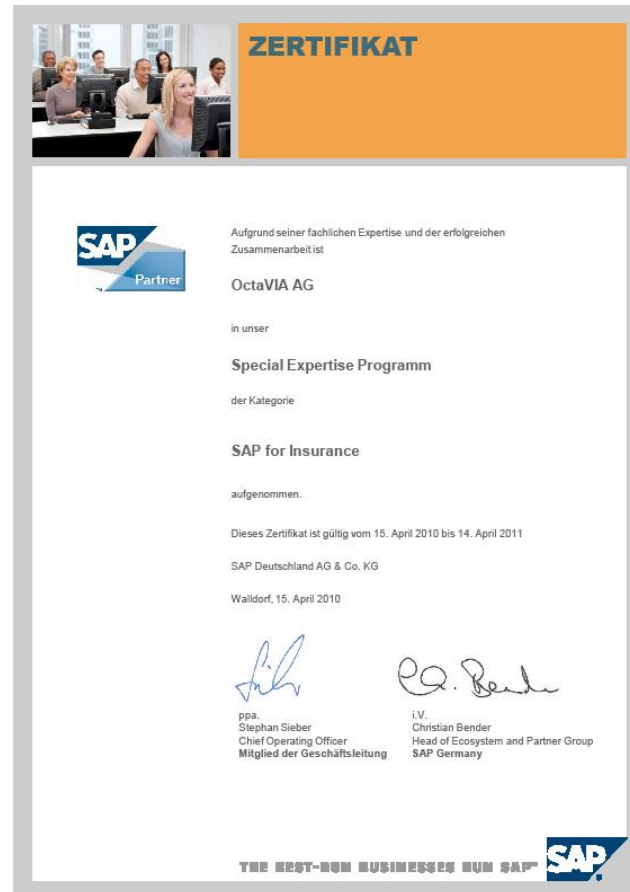 ZERTIFIKAT
SAP
Partner
Aufgrund seiner fachlichen Expertise und der erfolgreichen
Zusammenarbeit ist
OctaVIA AG
in unser
Special Expertise Programm
der Kategorie
SAP for Insurance
aufgenommen.
Dieses Zertifikat ist gültig vom 15. April 2010 bis 14. April 2011
SAP Deutschland AG & Co. KG
Walldorf, 15. April 2010
C. Q. Bender
ppa.
Stephan Sieber
Chief Operating Officer
Mitglied der Geschäftsleitung
i.V.
Christian Bender
Head of Ecosystem and Partner Group
SAP Germany
THE BEST-RUN BUSINESSES RUN SAP™
SAP